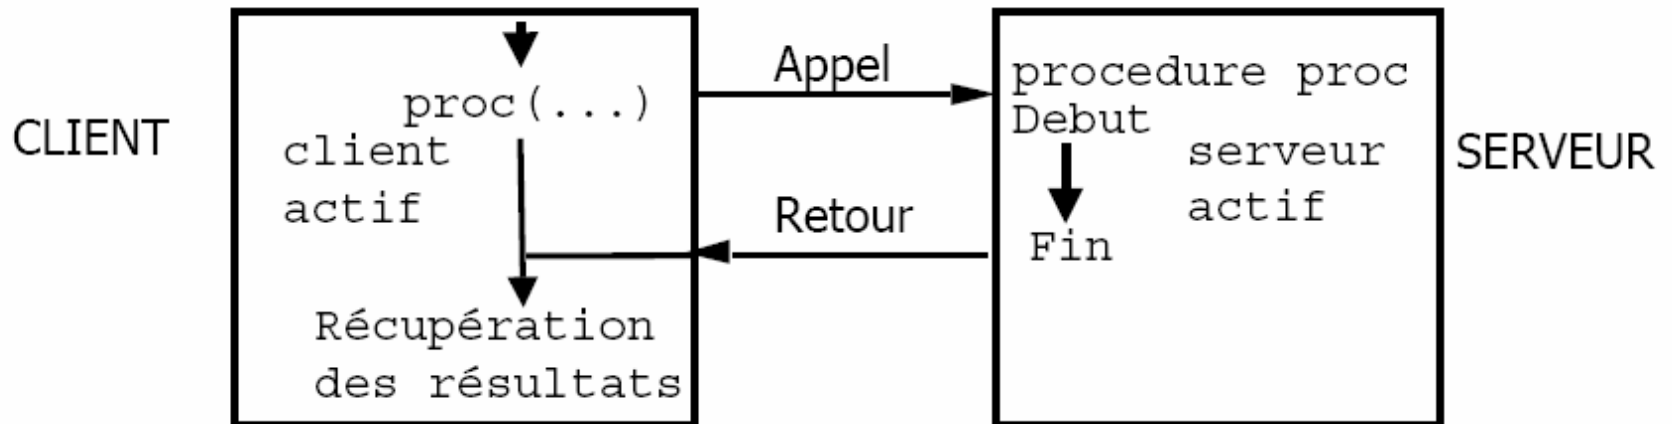 CLIENT
proc(...)
client
actif
Récupération
des résultats
Appel
Retour
procedure proc
Debut
serveur
actif
Fin
SERVEUR